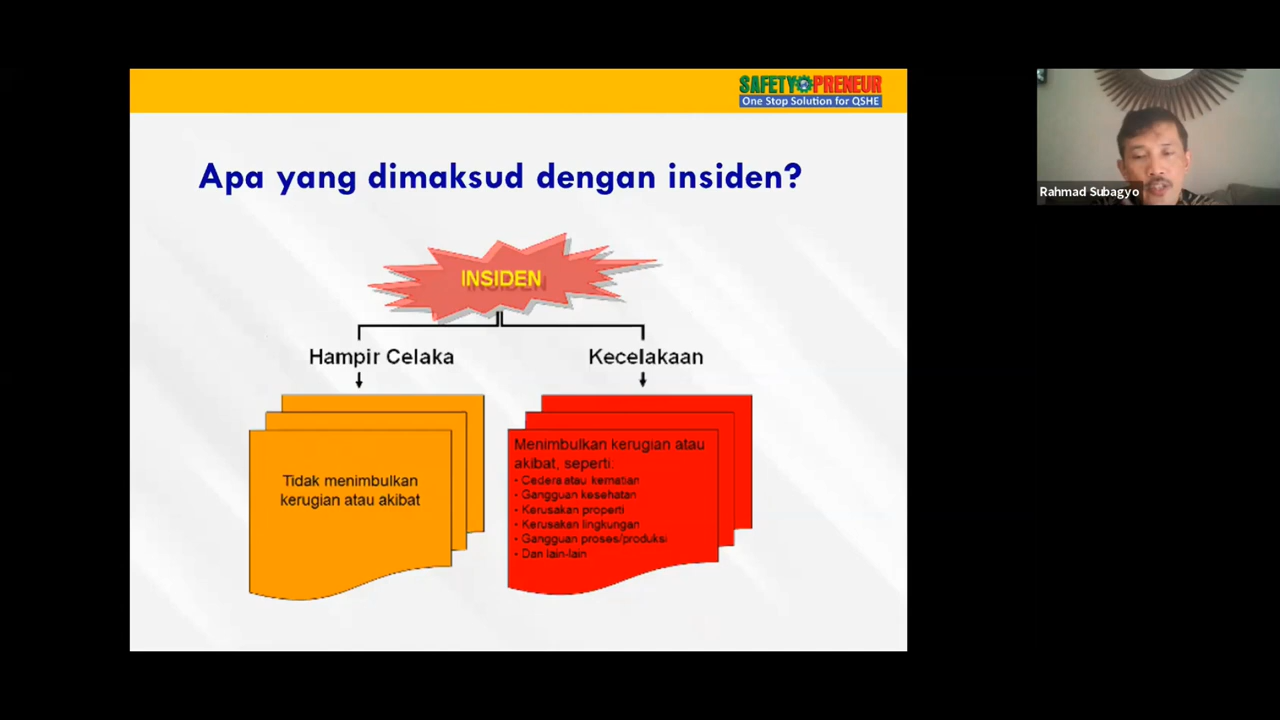 SAFETY PRENEUR
One Stop Solution for QSHE
Rahmad Subagyo
Apa yang dimaksud dengan insiden?
INSIDEN
Hampir Celaka
Kecelakaan
Tidak menimbulkan
kerugian atau akibat
Menimbulkan kerugian atau
akibat, seperti:
• Cedera atau kematian
• Gangguan kesehatan
• Kerusakan properti
• Kerusakan lingkungan
• Gangguan proses/produksi
• Dan lain-lain